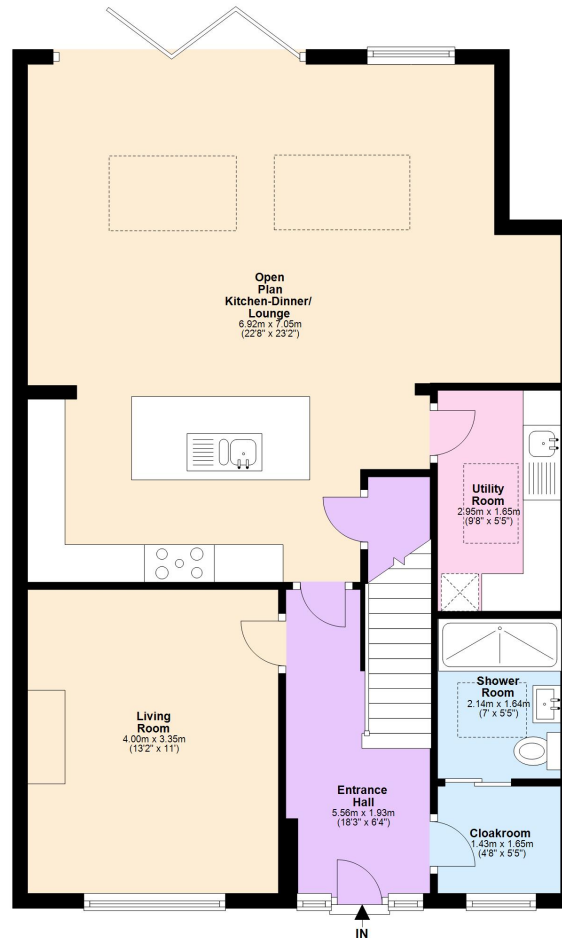 Open
Plan
Kitchen-Dinner/
Lounge
6.92m x 7.05m
(22'8" x 23'2")
Utility
Room
2.95m x 1.65m
(9'8" x 5'5")
Shower
Room
2.14m x 1.64m
(7' x 5'5")
Living
Room
4.00m x 3.35m
(13'2" x 11')
Entrance
Hall
5.56m x 1.93m
(18'3" x 6'4")
Cloakroom
1.43m x 1.65m
(4'8" x 5'5")
IN